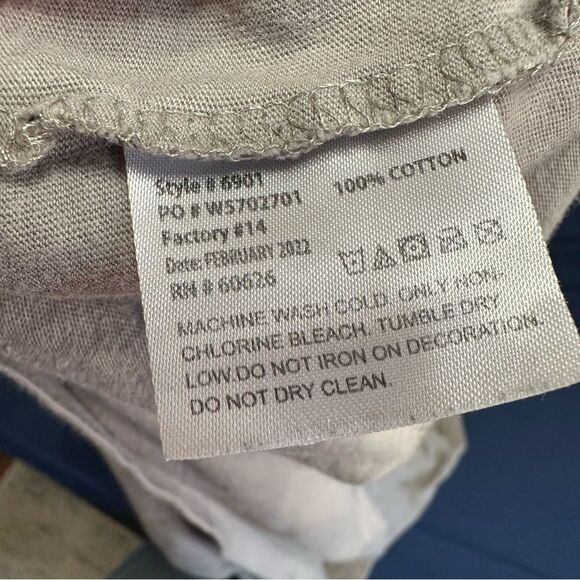 Style # 6901
PO # W5702701
Factory #14
Date: FEBRUARY 2022
RN # 60626
100% COTTON
MACHINE WASH COLD. ONLY NON-
CHLORINE BLEACH. TUMBLE DRY
LOW.DO NOT IRON ON DECORATION.
DO NOT DRY CLEAN.